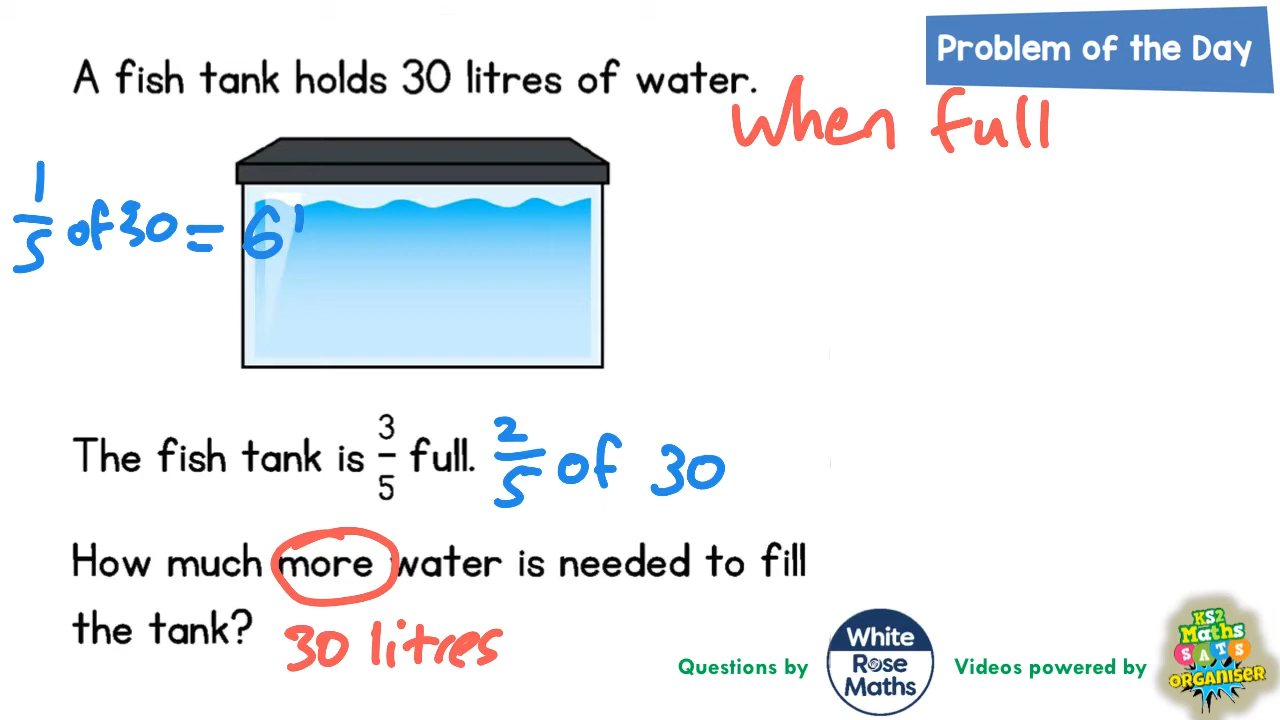 Problem of the Day
A fish tank holds 30 litres of water.
when full
1/5 of 30 = 6l
The fish tank is 3/5 full. 2/5 of 30
How much more water is needed to fill
the tank? 30 litres
Questions by
White
Rose
Maths
Videos powered by
KS2
Maths
SATS
ORGANISER